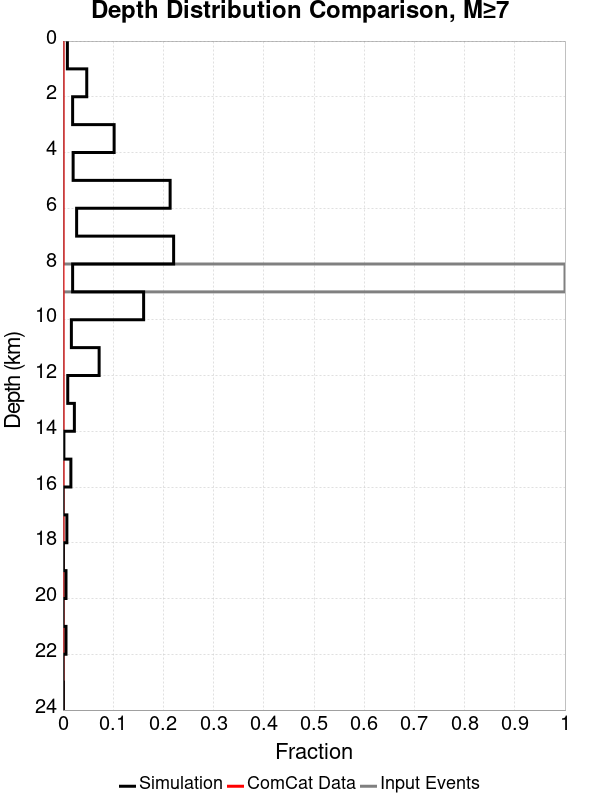 Depth Distribution Comparison, M≥7
0
2
4
6
8
10
12
14
16
18
20
22
24
Depth (km)
0 0.1 0.2 0.3 0.4 0.5 0.6 0.7 0.8 0.9 1
Fraction
Simulation ComCat Data Input Events